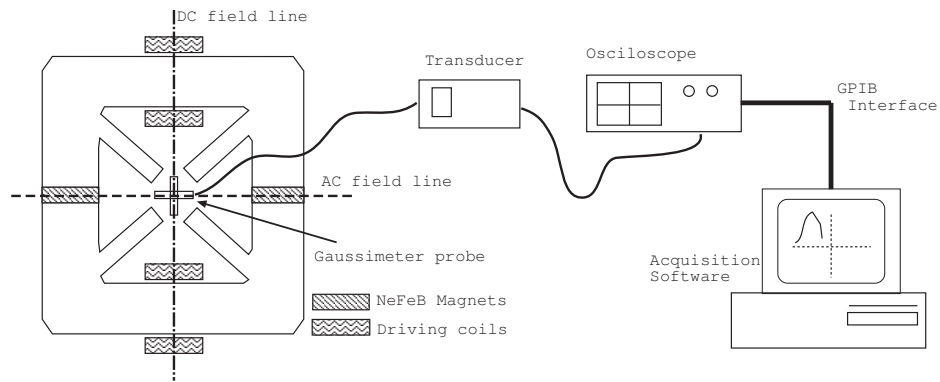 DC field line
Transducer
Osciloscope
GPIB
Interface
AC field line
Gaussimeter probe
Acquisition
Software
NeFeB Magnets
Driving coils